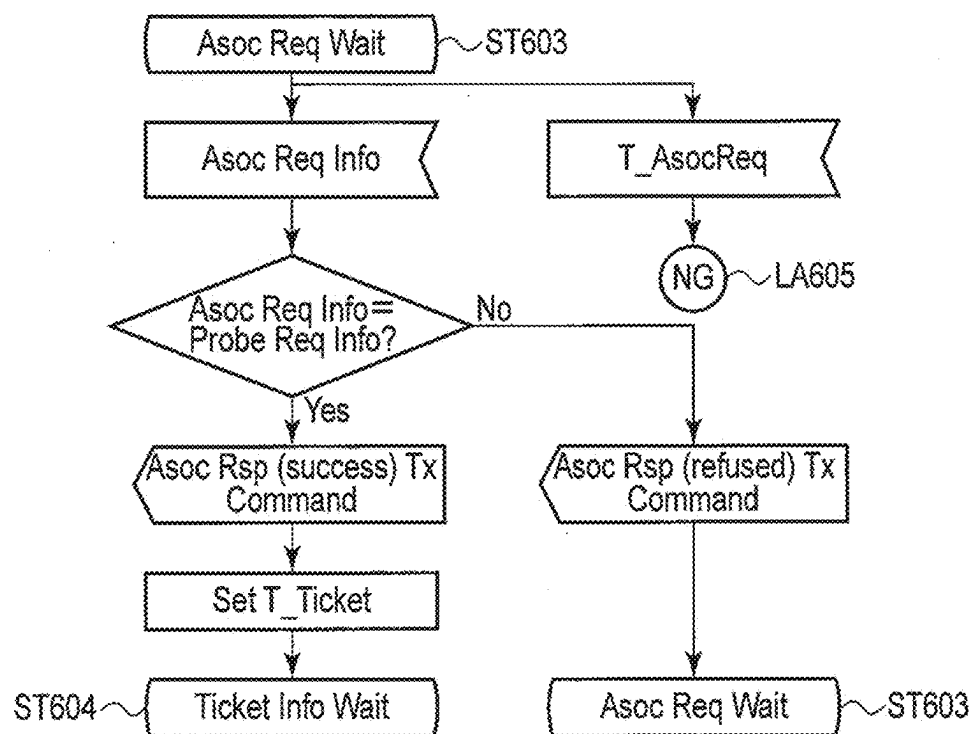 Asoc Req Wait
ST603
Asoc Req Info
T_AsocReq
NG
LA605
Asoc Req Info=
Probe Req Info?
No
Yes
Asoc Rsp (success) Tx
Command
Asoc Rsp (refused) Tx
Command
Set T_Ticket
ST604
Ticket Info Wait
Asoc Req Wait
ST603